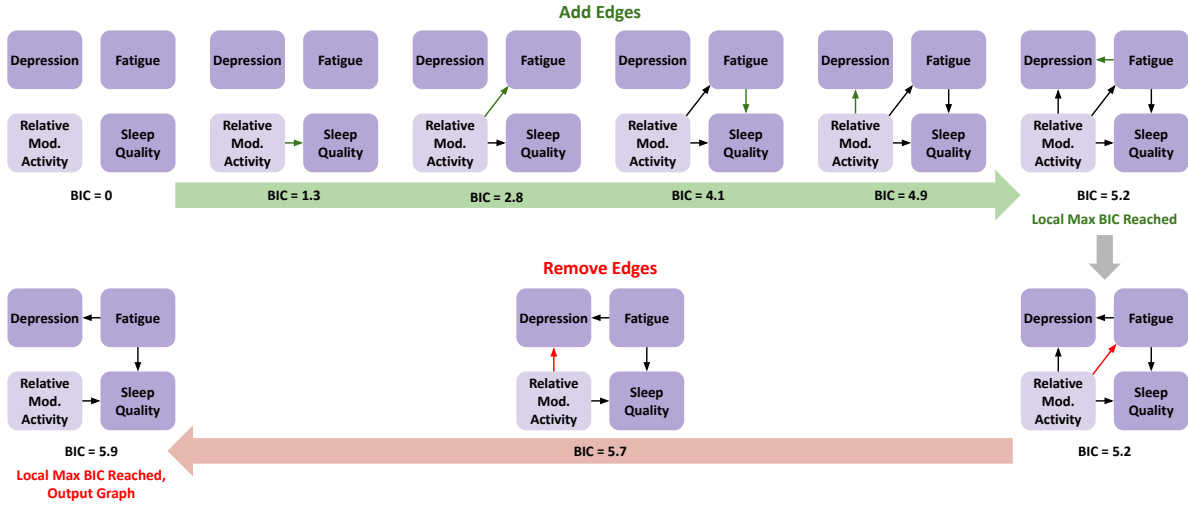 Add Edges
Depression
Fatigue
Relative
Mod.
Activity
Sleep
Quality
BIC = 0
Depression
Fatigue
Relative
Mod.
Activity
Sleep
Quality
BIC = 1.3
Depression
Fatigue
Relative
Mod.
Activity
Sleep
Quality
BIC = 2.8
Depression
Fatigue
Relative
Mod.
Activity
Sleep
Quality
BIC = 4.1
Depression
Fatigue
Relative
Mod.
Activity
Sleep
Quality
BIC = 4.9
Depression
Fatigue
Relative
Mod.
Activity
Sleep
Quality
BIC = 5.2
Local Max BIC Reached
Remove Edges
Depression
Fatigue
Relative
Mod.
Activity
Sleep
Quality
BIC = 5.9
Local Max BIC Reached,
Output Graph
Depression
Fatigue
Relative
Mod.
Activity
Sleep
Quality
BIC = 5.7
Depression
Fatigue
Relative
Mod.
Activity
Sleep
Quality
BIC = 5.2